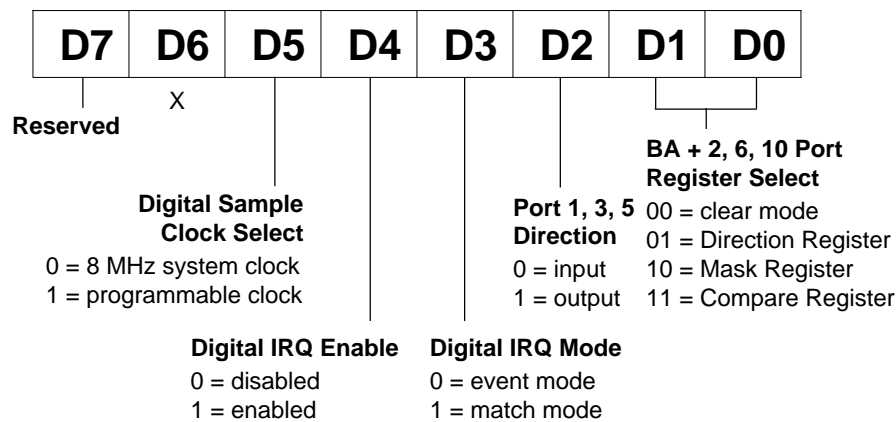 D7 D6 D5 D4 D3 D2 D1 D0
X
Reserved
BA + 2, 6, 10 Port
Register Select
00 = clear mode
01 = Direction Register
10 = Mask Register
11 = Compare Register
Digital Sample
Clock Select
0 = 8 MHz system clock
1 = programmable clock
Port 1, 3, 5
Direction
0 = input
1 = output
Digital IRQ Enable
0 = disabled
1 = enabled
Digital IRQ Mode
0 = event mode
1 = match mode